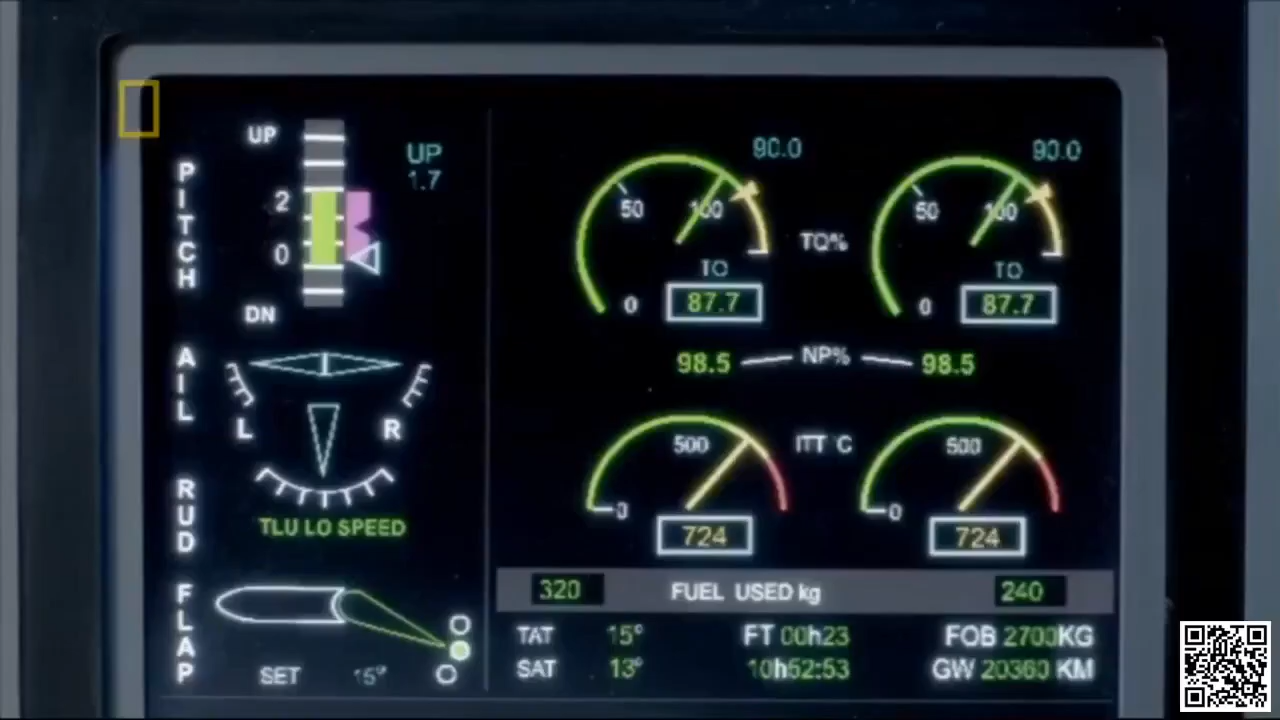 PITCH
UP
2
0
DN
UP
1.7
AIL
L
R
RUD
TLU LO SPEED
FLAP
SET 15°
90.0
90.0
50 100
50 100
TQ%
TO
TO
0 87.7
0 87.7
98.5 NP% 98.5
500 ITT °C 500
0
0
724
724
320 FUEL USED kg 240
TAT 15° FT 00h23 FOB 2700KG
SAT 13° 10h52:53 GW 20360 KM